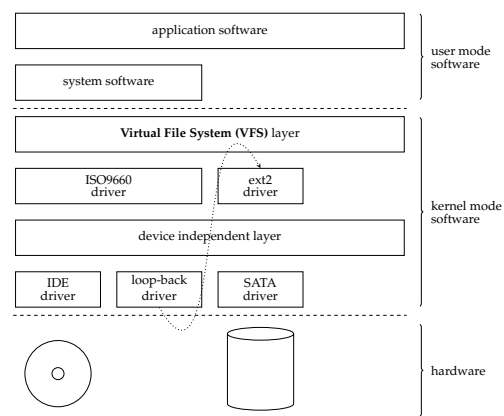 application software
system software
user mode
software
Virtual File System (VFS) layer
ISO9660
driver
ext2
driver
device independent layer
kernel mode
software
IDE
driver
loop-back
driver
SATA
driver
hardware